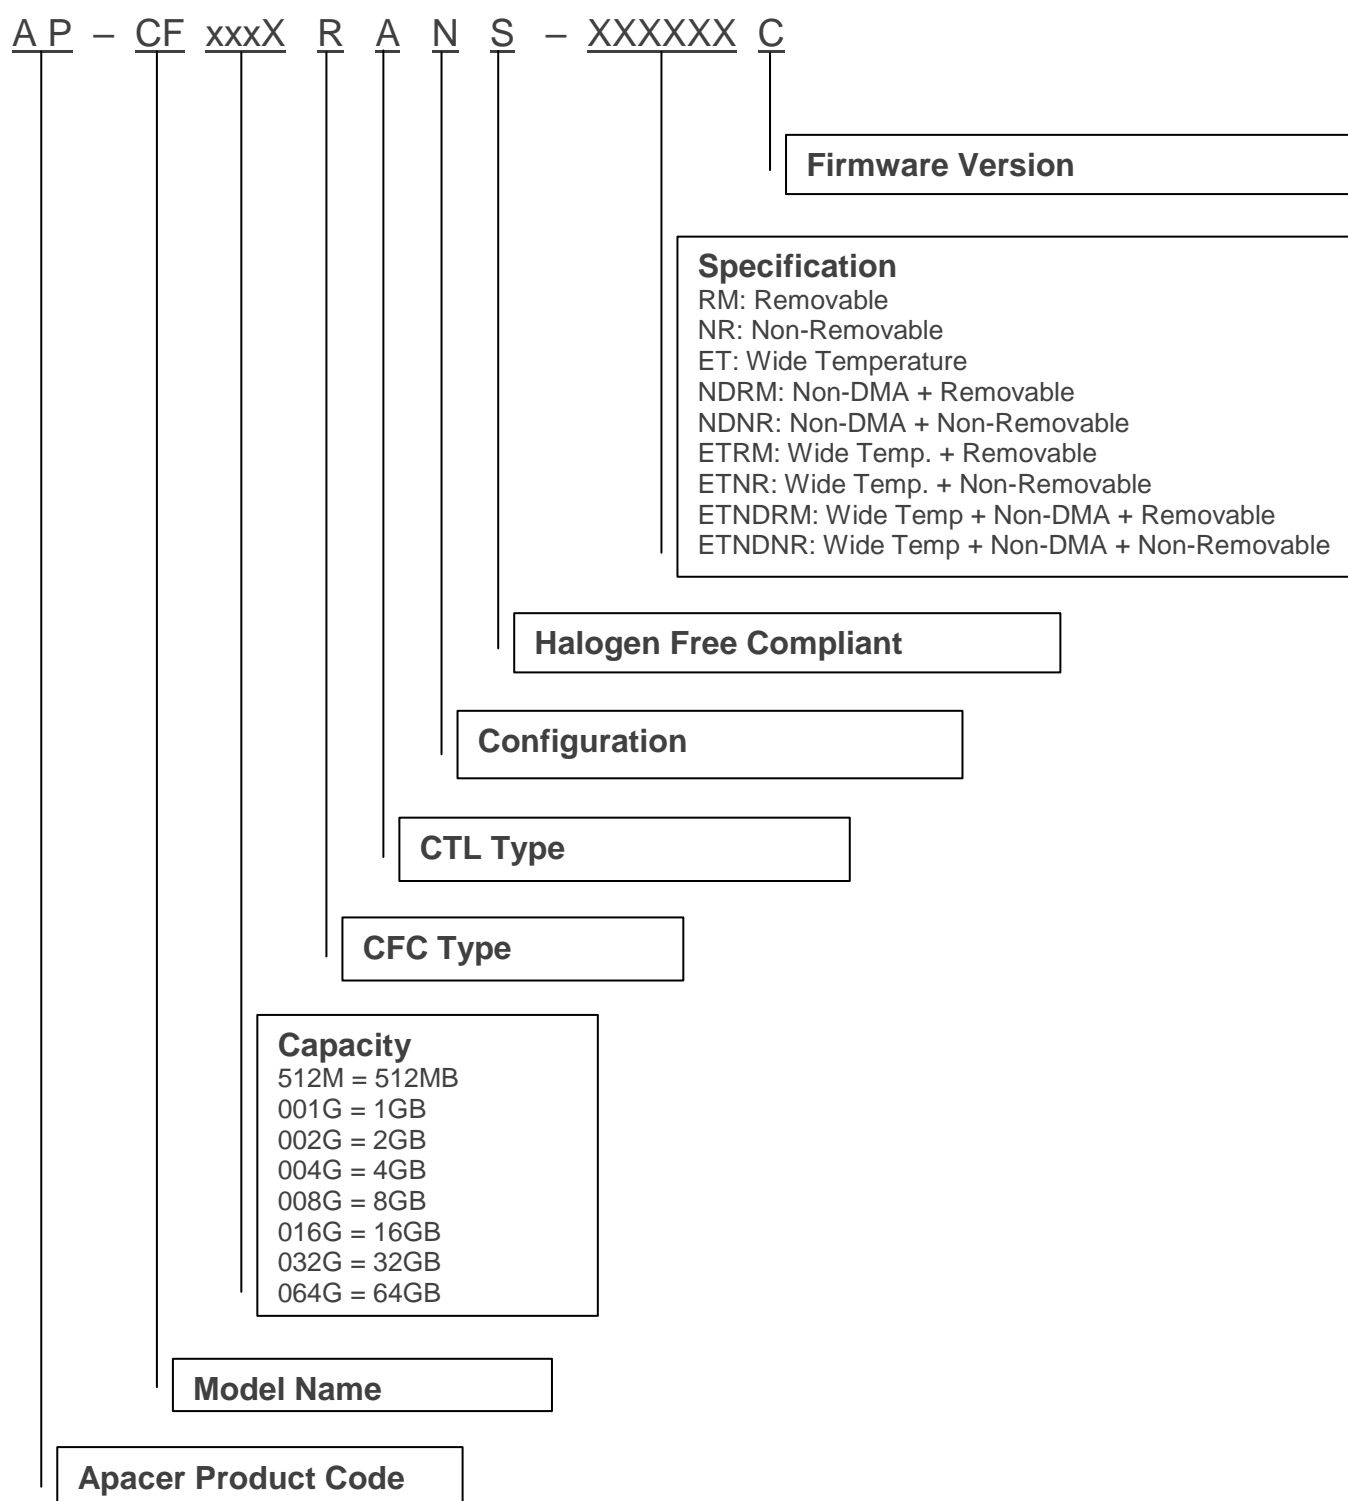 A P – CF xxxX R A N S – XXXXXX C
Firmware Version
Specification
RM: Removable
NR: Non-Removable
ET: Wide Temperature
NDRM: Non-DMA + Removable
NDNR: Non-DMA + Non-Removable
ETRM: Wide Temp. + Removable
ETNR: Wide Temp. + Non-Removable
ETNDRM: Wide Temp + Non-DMA + Removable
ETNDNR: Wide Temp + Non-DMA + Non-Removable
Halogen Free Compliant
Configuration
CTL Type
CFC Type
Capacity
512M = 512MB
001G = 1GB
002G = 2GB
004G = 4GB
008G = 8GB
016G = 16GB
032G = 32GB
064G = 64GB
Model Name
Apacer Product Code